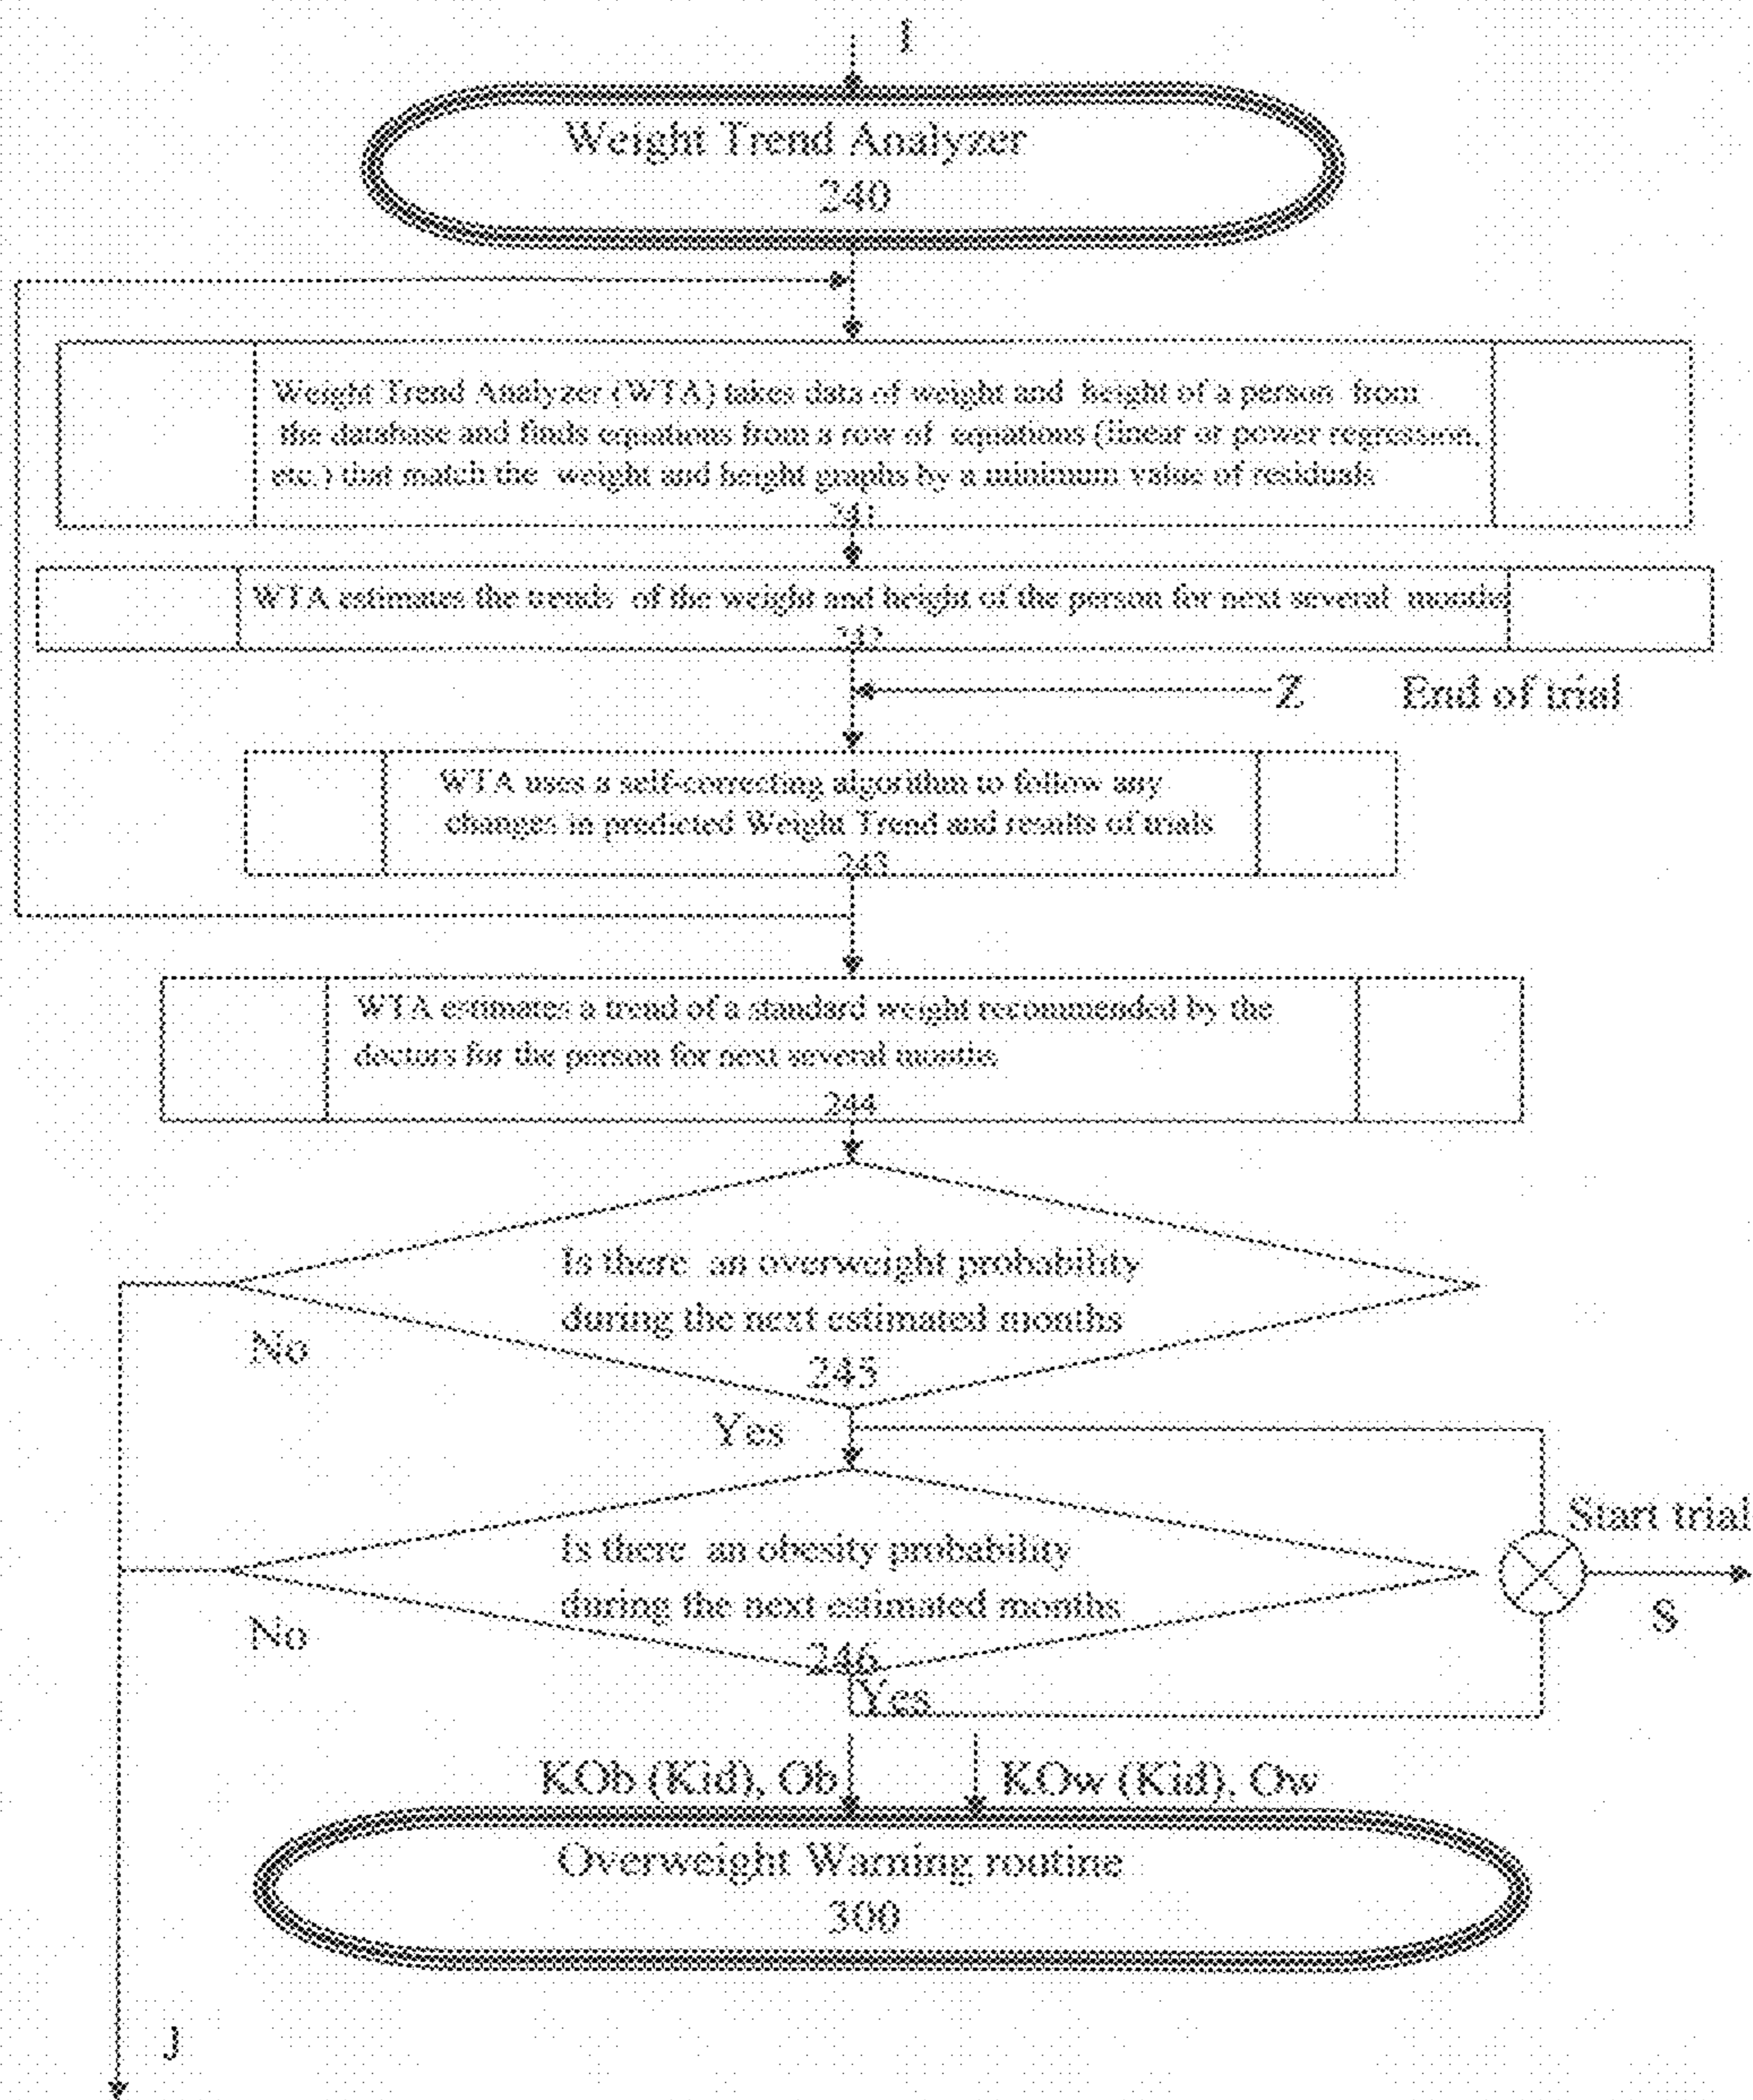 I
Weight Trend Analyzer
240
Weight Trend Analyzer (WTA) takes data of weight and height of a person from
the database and finds equations from a row of equations (linear or power regression,
etc.) that match the weight and height graphs by a minimum value of residuals
241
WTA estimates the trends of the weight and height of the person for next several months
242
Z End of trial
WTA uses a self-correcting algorithm to follow any
changes in predicted Weight Trend and results of trials
243
WTA estimates a trend of a standard weight recommended by the
doctors for the person for next several months
244
Is there an overweight probability
during the next estimated months
245
No
Yes
Start trial
Is there an obesity probability
during the next estimated months
246
S
No
Yes
KOb (Kid), Ob KOw (Kid), Ow
Overweight Warning routine
300
J